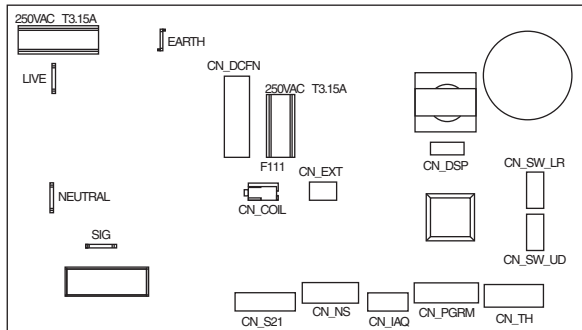 250VAC T3.15A
EARTH
CN_DCFN
LIVE
250VAC T3.15A
F111
CN_DSP
CN_EXT
CN_SW_LR
NEUTRAL
CN_COIL
SIG
CN_SW_UD
CN_S21
CN_NS
CN_IAQ
CN_PGRM
CN_TH